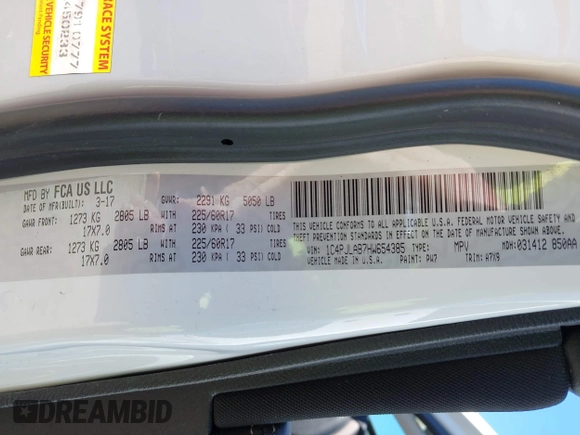 RACE SYSTEM
VEHICLE SECURITY
MFD BY FCA US LLC
DATE OF MFR(BUILT): 3-17
GVWR: 2291 KG 5050 LB
GAWR FRONT: 1273 KG 2805 LB WITH 225/60R17 TIRES
17X7.0 RIMS AT 230 KPA ( 33 PSI) COLD
GAWR REAR: 1273 KG 2805 LB WITH 225/60R17 TIRES
17X7.0 RIMS AT 230 KPA ( 33 PSI) COLD
THIS VEHICLE CONFORMS TO ALL APPLICABLE U.S.A. FEDERAL MOTOR VEHICLE SAFETY AND
THEFT PREVENTION STANDARDS IN EFFECT ON THE DATE OF MANUFACTURE SHOWN ABOVE.
VIN: 1C4PJLAB7HW654385 TYPE: MPV MDH: 031412 850AA
VEHICLE MADE IN U.S.A. PAINT: PW7 TRIM: A7X9
DREAMBID